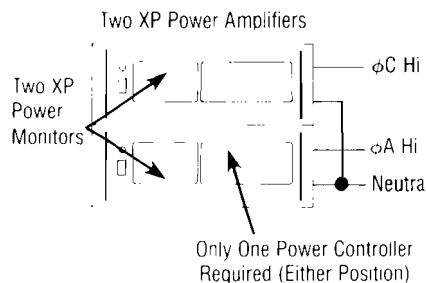 Two XP Power Amplifiers
Two XP
Power
Monitors
ϕC Hi
ϕA Hi
Neutra
Only One Power Controller
Required (Either Position)